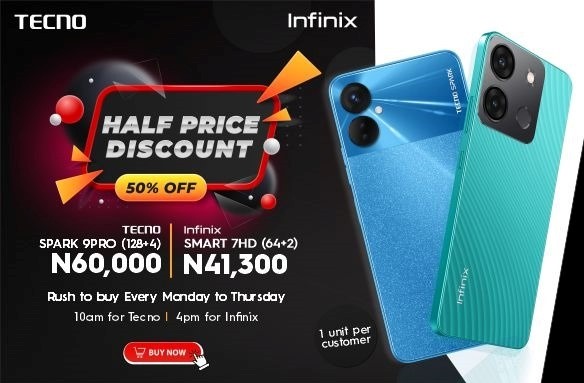 TECNO
Infinix
HALF PRICE
DISCOUNT
50% OFF
TECNO
SPARK 9PRO (128+4)
N60,000
Infinix
SMART 7HD (64+2)
N41,300
Rush to buy Every Monday to Thursday
10am for Tecno | 4pm for Infinix
BUY NOW
1 unit per
customer
TECNO SPARK
Infinix